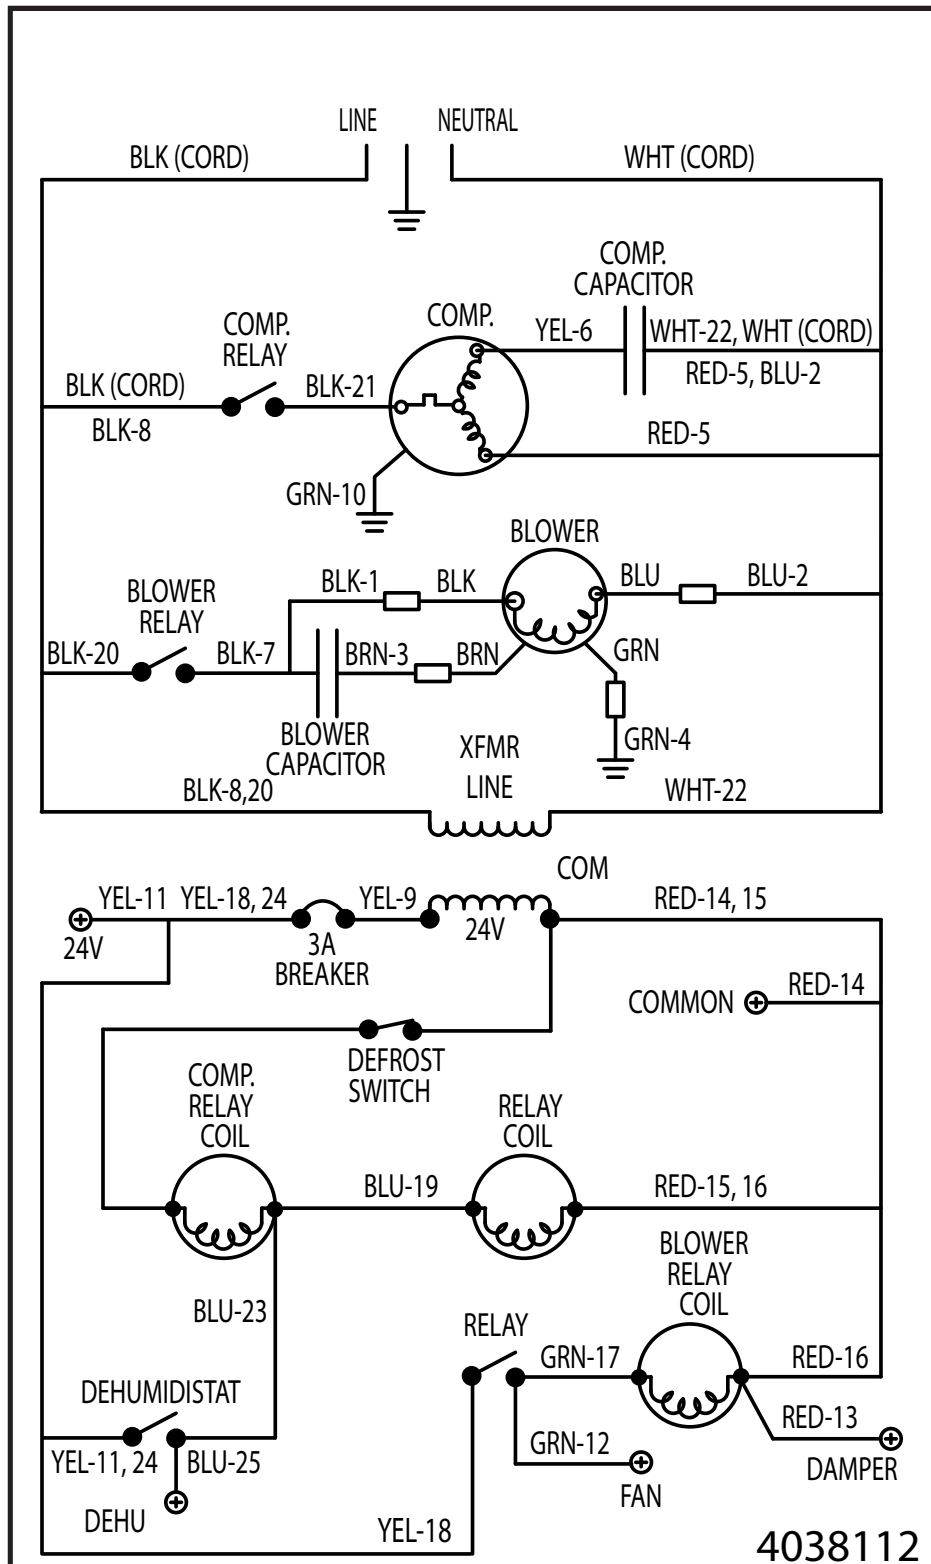 LINE
NEUTRAL
BLK (CORD)
WHT (CORD)
COMP.
CAPACITOR
COMP.
RELAY
COMP.
YEL-6
WHT-22, WHT (CORD)
BLK (CORD)
BLK-21
RED-5, BLU-2
BLK-8
RED-5
GRN-10
BLOWER
BLOWER
RELAY
BLK-1
BLK
BLU
BLU-2
BLK-20
BLK-7
BRN-3
BRN
GRN
BLOWER
CAPACITOR
XFMR
LINE
GRN-4
BLK-8,20
WHT-22
COM
YEL-11
YEL-18, 24
YEL-9
RED-14, 15
24V
3A
BREAKER
24V
RED-14
COMMON
DEFROST
SWITCH
COMP.
RELAY
COIL
RELAY
COIL
BLU-19
RED-15, 16
BLOWER
RELAY
COIL
BLU-23
RELAY
GRN-17
RED-16
DEHUMIDISTAT
RED-13
YEL-11, 24
BLU-25
GRN-12
DAMPER
DEHU
FAN
YEL-18
4038112